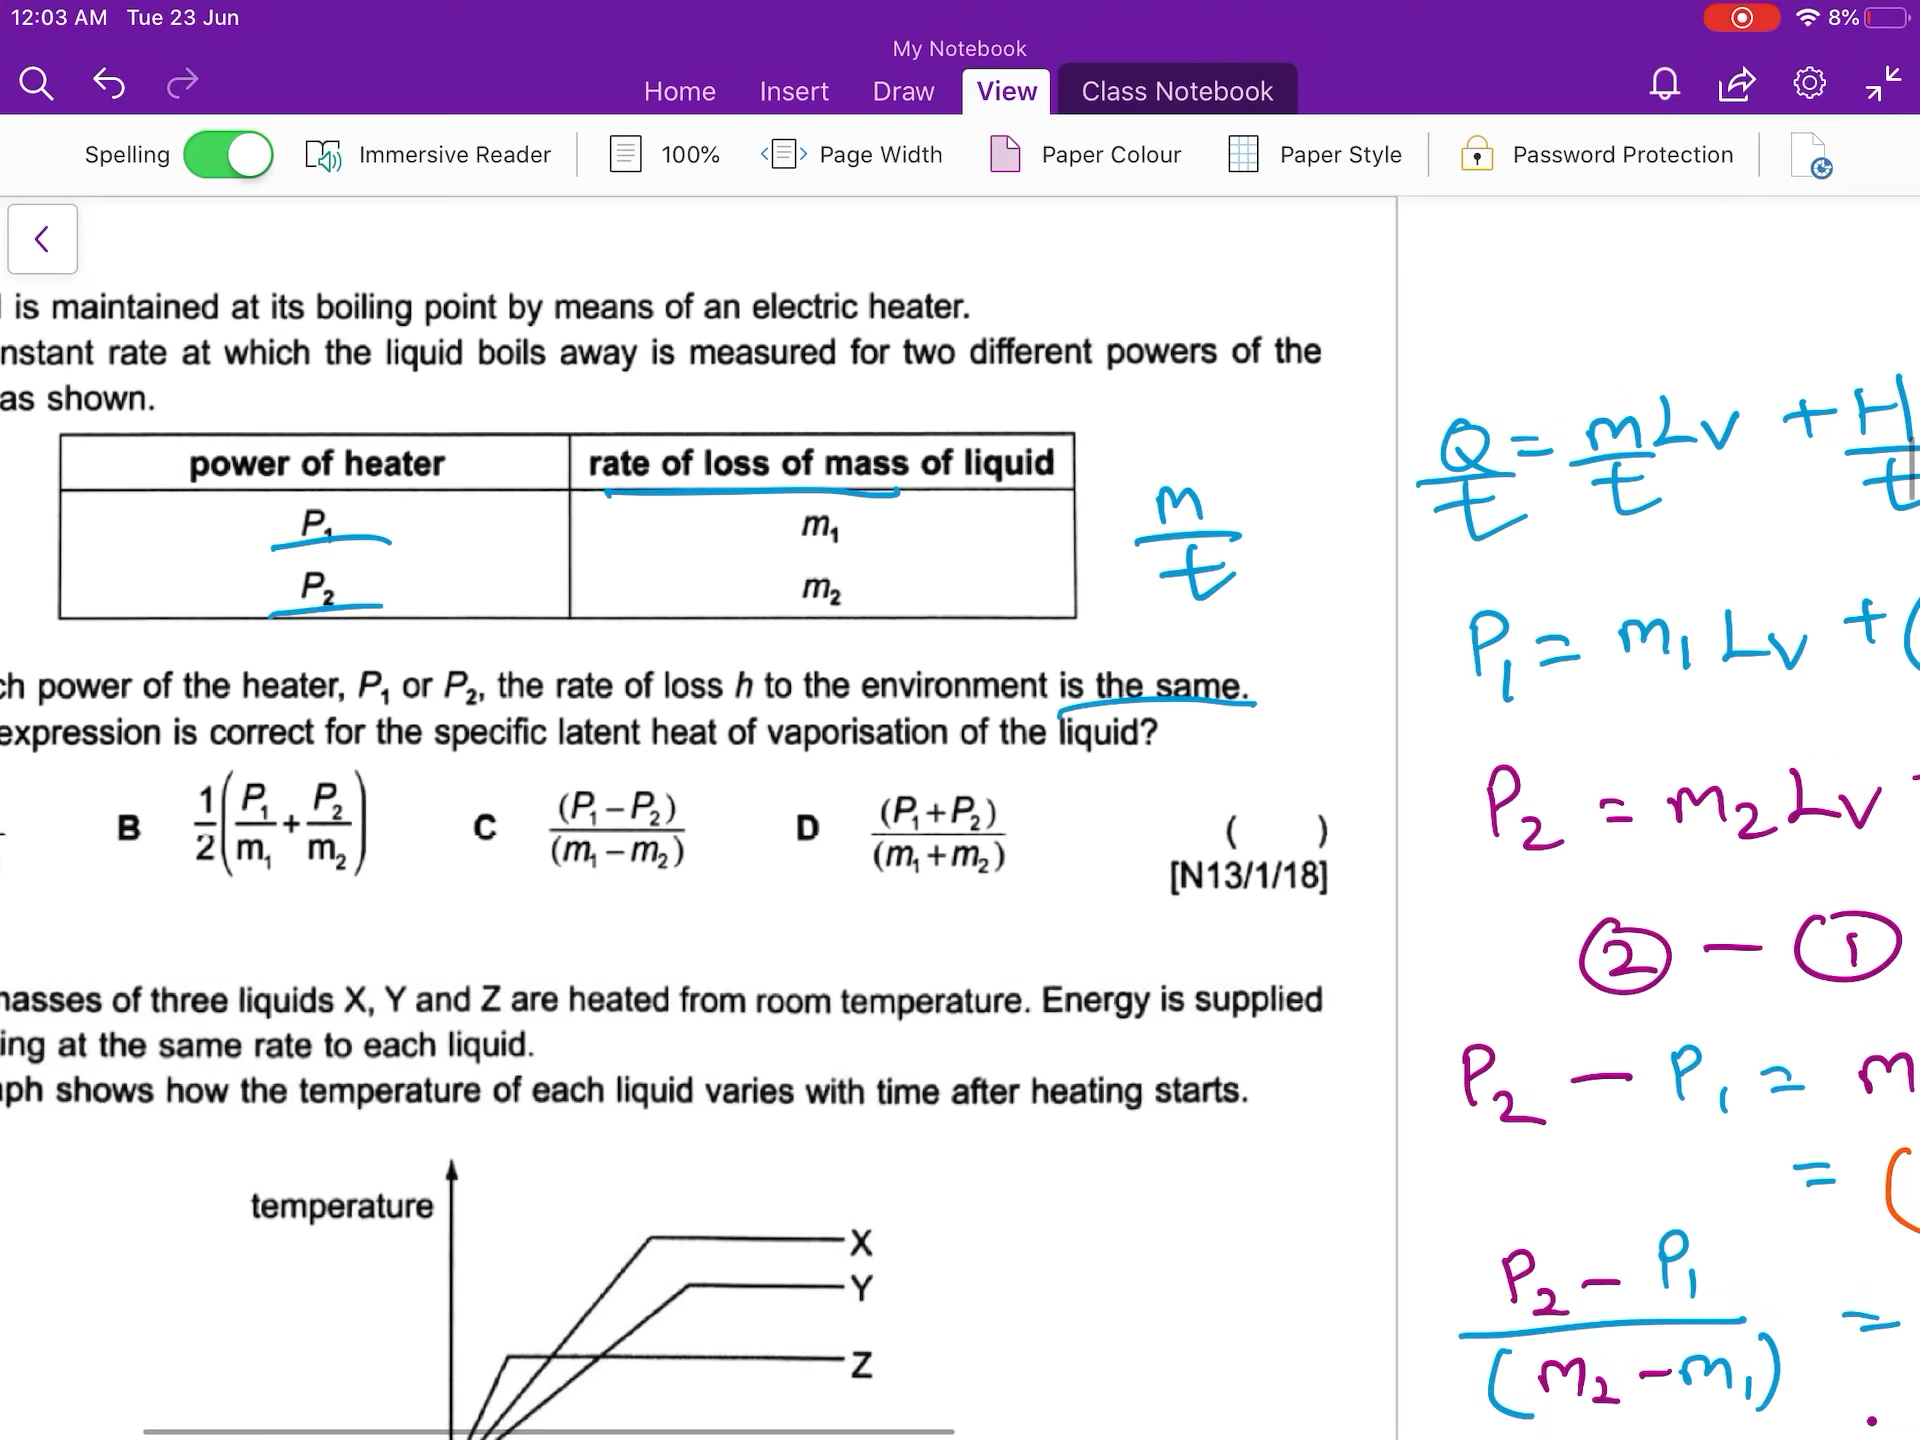 12:03 AM Tue 23 Jun
8%
My Notebook
Home Insert Draw View Class Notebook
Spelling Immersive Reader 100% Page Width Paper Colour Paper Style Password Protection
is maintained at its boiling point by means of an electric heater.
nstant rate at which the liquid boils away is measured for two different powers of the
as shown.
power of heater rate of loss of mass of liquid
P₁ m₁
P₂ m₂
m/t
ch power of the heater, P₁ or P₂, the rate of loss h to the environment is the same.
expression is correct for the specific latent heat of vaporisation of the liquid?
B 1/2(P₁/m₁ + P₂/m₂) C (P₁ – P₂)/(m₁ – m₂) D (P₁ + P₂)/(m₁ + m₂) ( )
[N13/1/18]
nasses of three liquids X, Y and Z are heated from room temperature. Energy is supplied
ing at the same rate to each liquid.
aph shows how the temperature of each liquid varies with time after heating starts.
temperature
X
Y
Z
Q/t = m/t Lv + H/t
P₁ = m₁ Lv + (
P₂ = m₂ Lv
② – ①
P₂ – P₁ = m
= (
(P₂ – P₁)/(m₂ – m₁) =